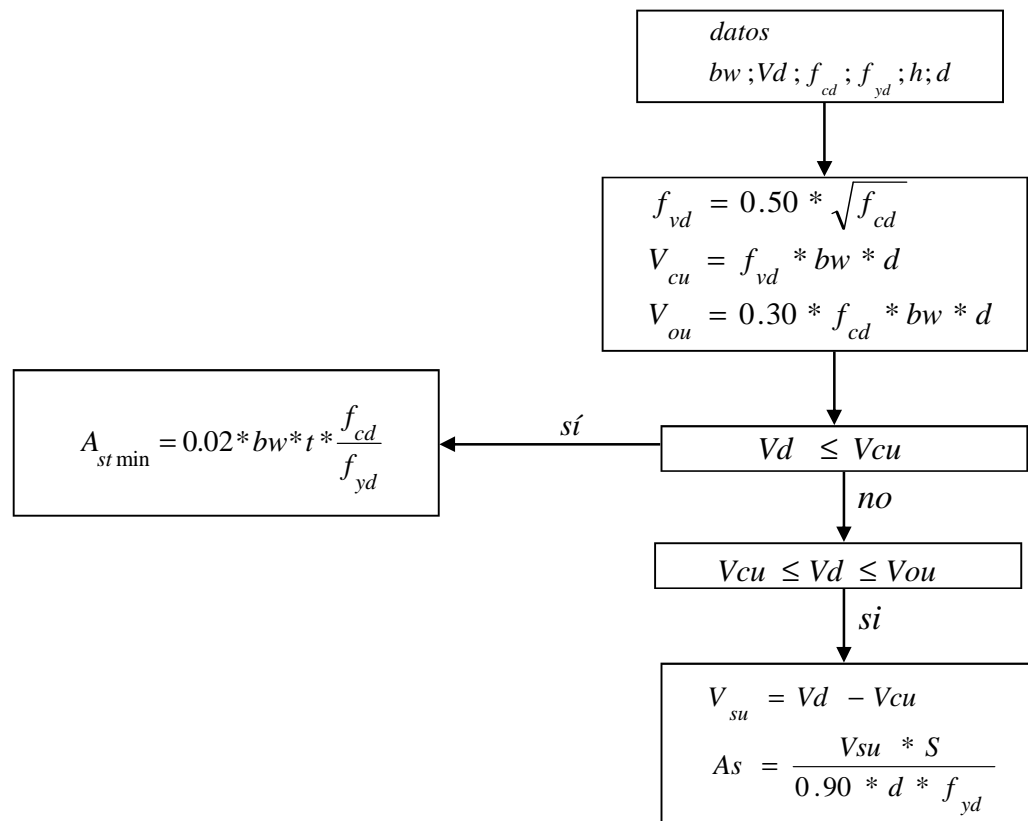 datos
bw ;Vd ; f_cd ; f_yd ; h; d
f_vd = 0.50 * √f_cd
V_cu = f_vd * bw * d
V_ou = 0.30 * f_cd * bw * d
sí
A_st min = 0.02* bw* t* f_cd / f_yd
Vd ≤ Vcu
no
Vcu ≤ Vd ≤ Vou
si
V_su = Vd − Vcu
As = Vsu * S / 0.90 * d * f_yd